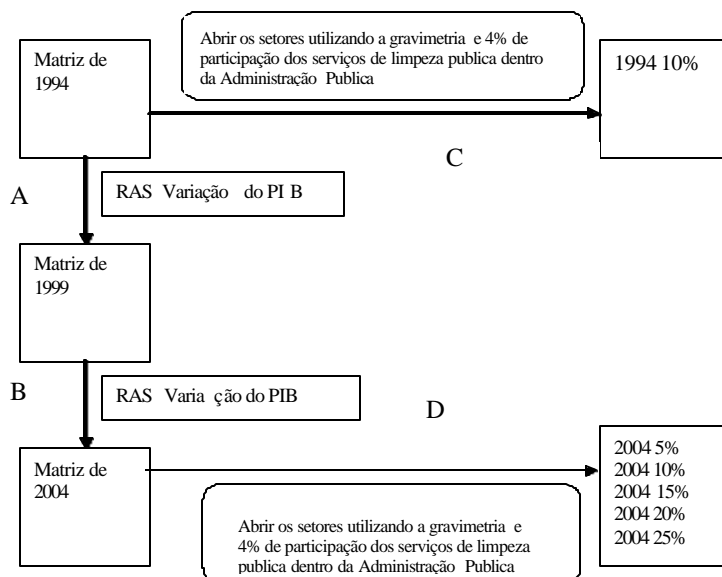 Abrir os setores utilizando a gravimetria e 4% de
participação dos serviços de limpeza publica dentro
da Administração Publica
Matriz de
1994
1994 10%
C
A
RAS Variação do PI B
Matriz de
1999
B
RAS Varia ção do PIB
D
Matriz de
2004
2004 5%
2004 10%
2004 15%
2004 20%
2004 25%
Abrir os setores utilizando a gravimetria e
4% de participação dos serviços de limpeza
publica dentro da Administração Publica